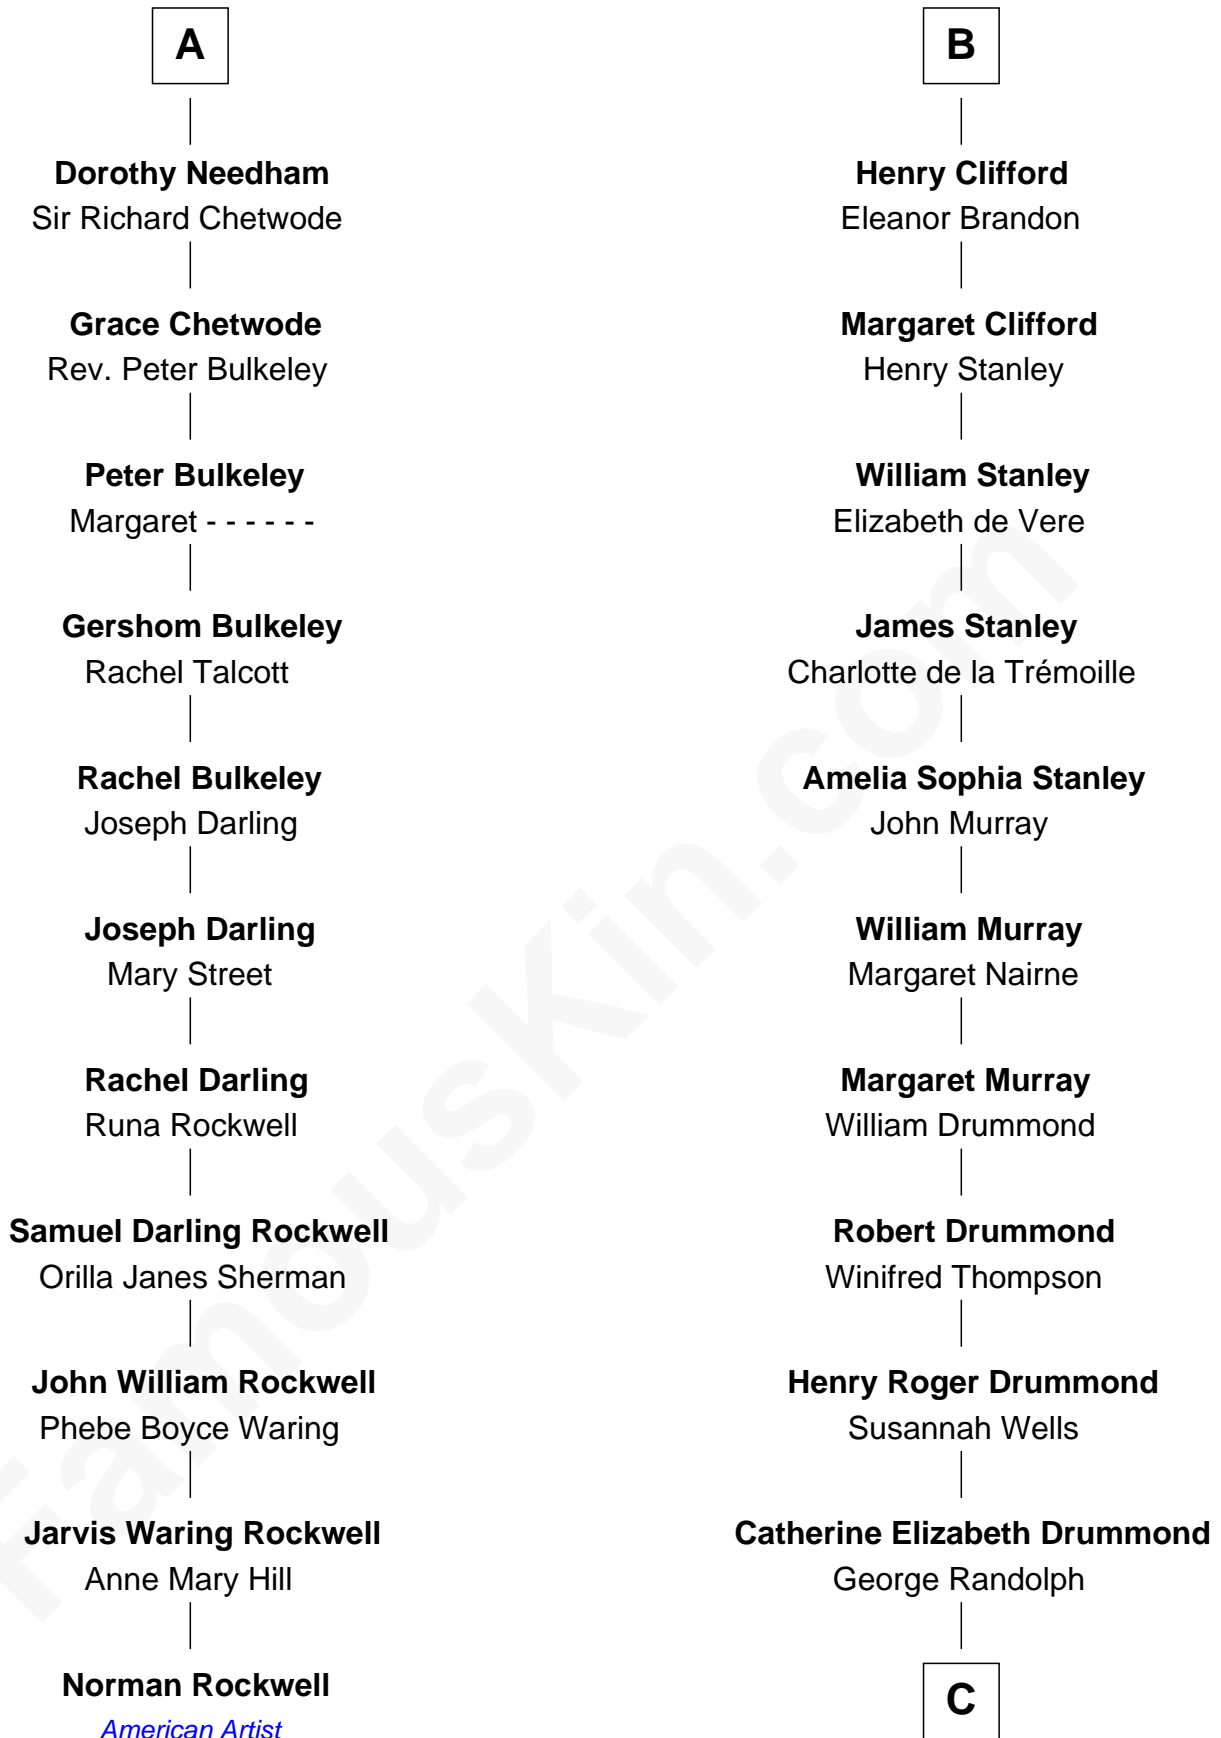 A
Dorothy Needham
Sir Richard Chetwode
Grace Chetwode
Rev. Peter Bulkeley
Peter Bulkeley
Margaret - - - - - -
Gershom Bulkeley
Rachel Talcott
Rachel Bulkeley
Joseph Darling
Joseph Darling
Mary Street
Rachel Darling
Runa Rockwell
Samuel Darling Rockwell
Orilla Janes Sherman
John William Rockwell
Phebe Boyce Waring
Jarvis Waring Rockwell
Anne Mary Hill
Norman Rockwell
American Artist
B
Henry Clifford
Eleanor Brandon
Margaret Clifford
Henry Stanley
William Stanley
Elizabeth de Vere
James Stanley
Charlotte de la Trémoille
Amelia Sophia Stanley
John Murray
William Murray
Margaret Nairne
Margaret Murray
William Drummond
Robert Drummond
Winifred Thompson
Henry Roger Drummond
Susannah Wells
Catherine Elizabeth Drummond
George Randolph
C
FamousKin.com